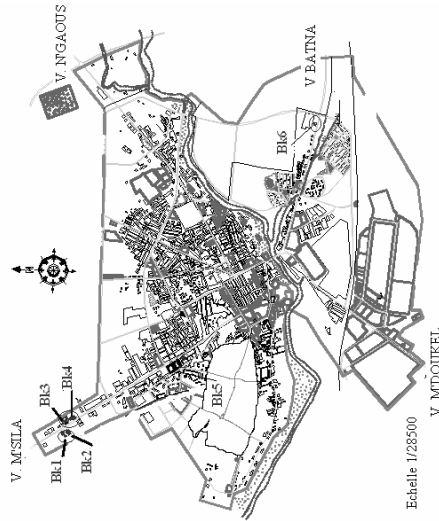 V. N'GAOUS
V. M'SILA
Bk3
Bk4
Bk1
Bk2
Bk5
Bk6
V BATNA
V. M'DOUKEL
Echelle 1/28500